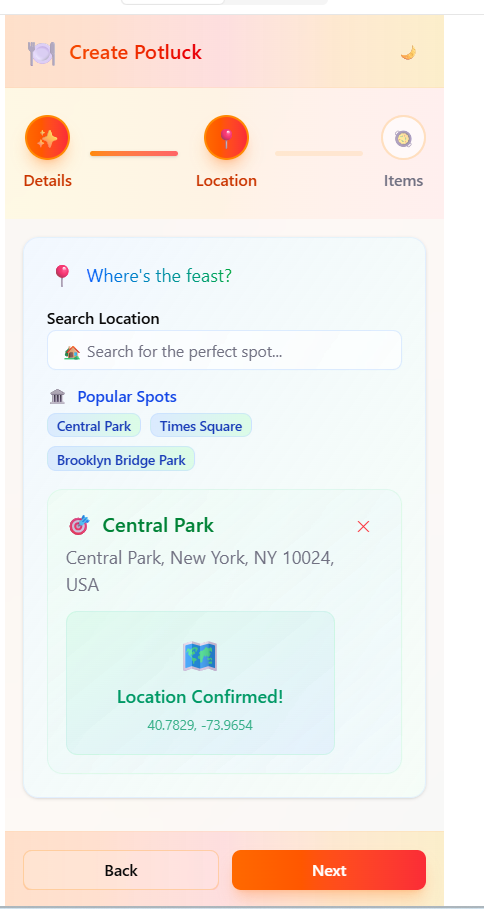 Create Potluck
Details
Location
Items
Where's the feast?
Search Location
Search for the perfect spot...
Popular Spots
Central Park
Times Square
Brooklyn Bridge Park
Central Park
Central Park, New York, NY 10024,
USA
Location Confirmed!
40.7829, -73.9654
Back
Next